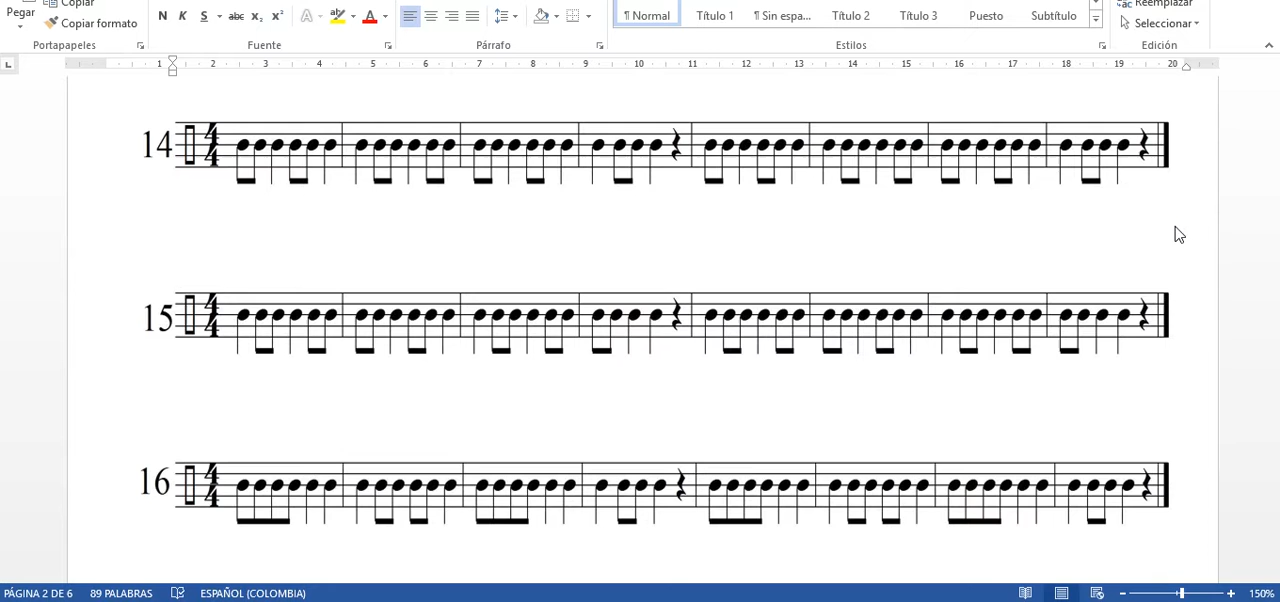 Pegar
Copiar
Copiar formato
Portapapeles
N K S abc x₂ x² A ab A
Fuente
Párrafo
¶ Normal
Título 1
¶ Sin espa...
Título 2
Título 3
Puesto
Subtítulo
Estilos
Reemplazar
Seleccionar
Edición
1 2 3 4 5 6 7 8 9 10 11 12 13 14 15 16 17 18 19 20
14 4 4
15 4 4
16 4 4
PÁGINA 2 DE 6 89 PALABRAS ESPAÑOL (COLOMBIA) 150%